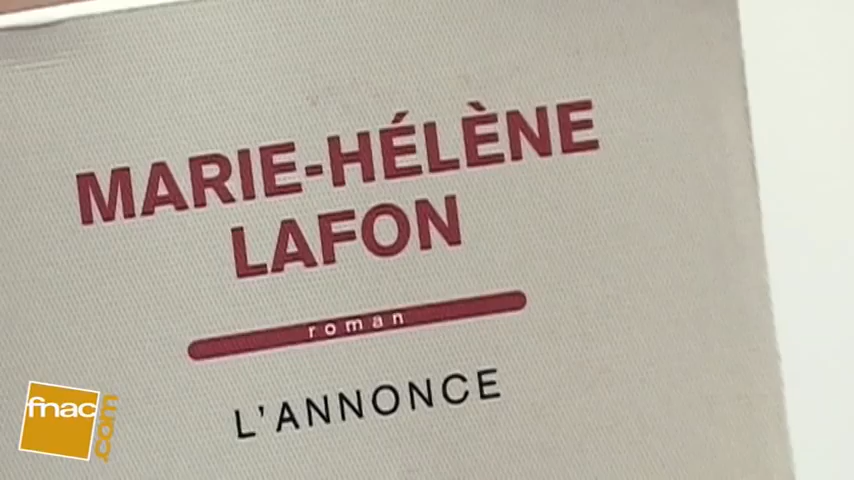 MARIE-HÉLÈNE
LAFON
roman
L'ANNONCE
fnac
.com